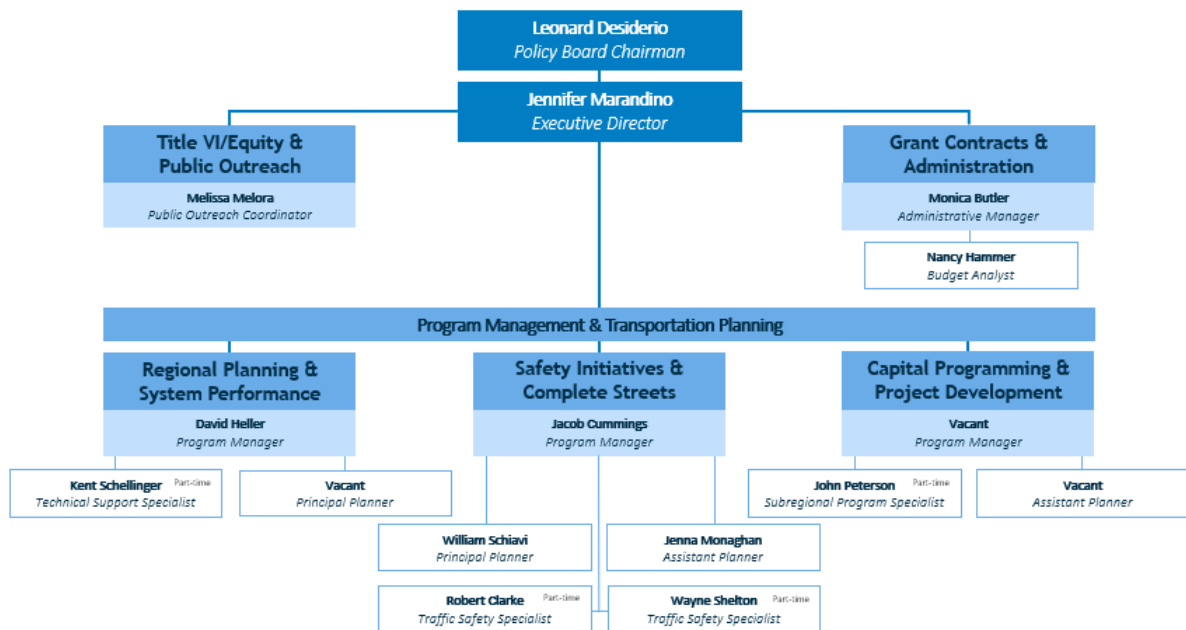 Leonard Desiderio
Policy Board Chairman
Jennifer Marandino
Executive Director
Title VI/Equity &
Public Outreach
Melissa Melora
Public Outreach Coordinator
Grant Contracts &
Administration
Monica Butler
Administrative Manager
Nancy Hammer
Budget Analyst
Program Management & Transportation Planning
Regional Planning &
System Performance
David Heller
Program Manager
Kent Schellinger Part-time
Technical Support Specialist
Vacant
Principal Planner
Safety Initiatives &
Complete Streets
Jacob Cummings
Program Manager
William Schiavi
Principal Planner
Jenna Monaghan
Assistant Planner
Robert Clarke Part-time
Traffic Safety Specialist
Wayne Shelton Part-time
Traffic Safety Specialist
Capital Programming &
Project Development
Vacant
Program Manager
John Peterson Part-time
Subregional Program Specialist
Vacant
Assistant Planner